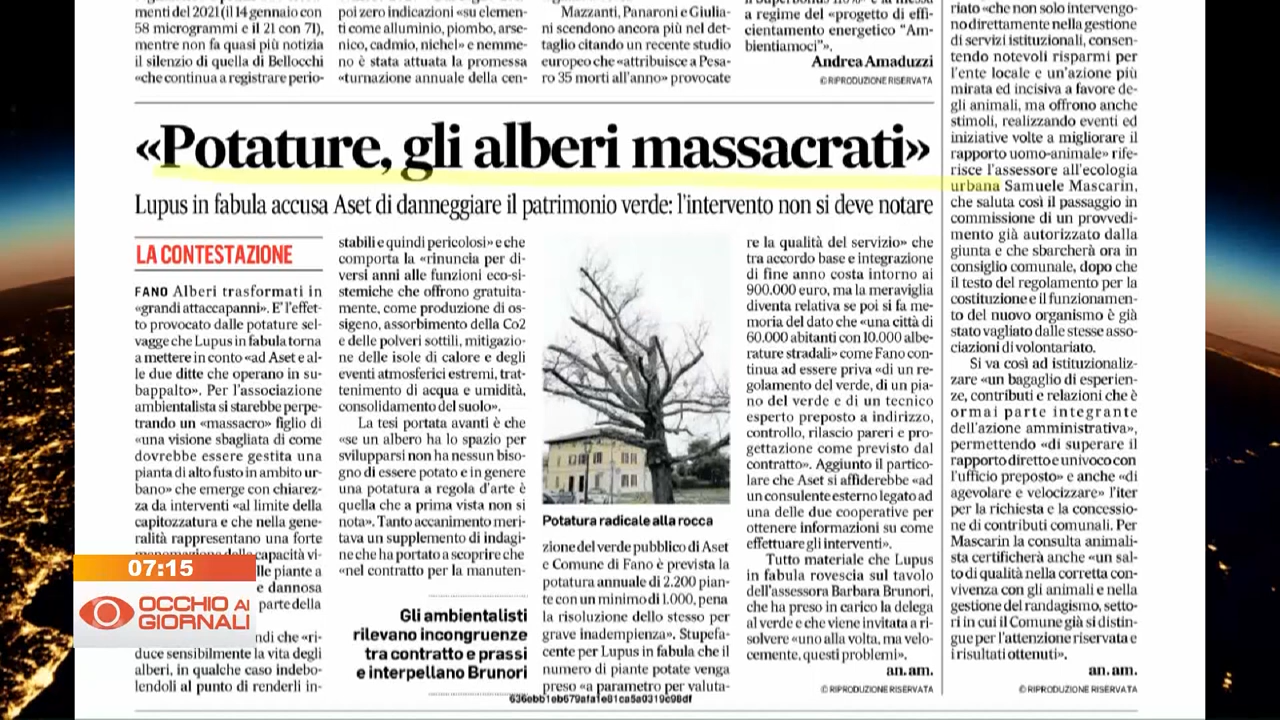 menti del 2021 (il 14 gennaio con
58 microgrammi e il 21 con 71),
mentre non fa quasi più notizia
il silenzio di quella di Bellocchi
«che continua a registrare perio-
poi zero indicazioni «su elemen-
ti come alluminio, piombo, arse-
nico, cadmio, nichel» e nemme-
no è stata attuata la promessa
«turnazione annuale della cen-
Mazzanti, Panaroni e Giulia-
ni scendono ancora più nel det-
taglio citando un recente studio
europeo che «attribuisce a Pesa-
ro 35 morti all'anno» provocate
a regime del «progetto di effi-
cientamento energetico "Am-
bientiamoci"».
Andrea Amaduzzi
© RIPRODUZIONE RISERVATA
«Potature, gli alberi massacrati»
Lupus in fabula accusa Aset di danneggiare il patrimonio verde: l'intervento non si deve notare
LA CONTESTAZIONE
FANO Alberi trasformati in
«grandi attaccapanni». E' l'effet-
to provocato dalle potature sel-
vagge che Lupus in fabula torna
a mettere in conto «ad Aset e al-
le due ditte che operano in su-
bappalto». Per l'associazione
ambientalista si starebbe perpe-
trando un «massacro» figlio di
«una visione sbagliata di come
dovrebbe essere gestita una
pianta di alto fusto in ambito ur-
bano» che emerge con chiarez-
za da interventi «al limite della
capitozzatura e che nella gene-
ralità rappresentano una forte
capacità vi-
lle piante a
e dannosa
parte della
ndi che «ri-
duce sensibilmente la vita degli
alberi, in qualche caso indebo-
lendoli al punto di renderli in-
stabili e quindi pericolosi» e che
comporta la «rinuncia per di-
versi anni alle funzioni eco-si-
stemiche che offrono gratuita-
mente, come produzione di os-
sigeno, assorbimento della Co2
e delle polveri sottili, mitigazio-
ne delle isole di calore e degli
eventi atmosferici estremi, trat-
tenimento di acqua e umidità,
consolidamento del suolo».
La tesi portata avanti è che
«se un albero ha lo spazio per
svilupparsi non ha nessun biso-
gno di essere potato e in genere
una potatura a regola d'arte è
quella che a prima vista non si
nota». Tanto accanimento meri-
tava un supplemento di indagi-
ne che ha portato a scoprire che
«nel contratto per la manuten-
Gli ambientalisti
rilevano incongruenze
tra contratto e prassi
e interpellano Brunori
Potatura radicale alla rocca
zione del verde pubblico di Aset
e Comune di Fano è prevista la
potatura annuale di 2.200 pian-
te con un minimo di 1.000, pena
la risoluzione dello stesso per
grave inadempienza». Stupefa-
cente per Lupus in fabula che il
numero di piante potate venga
preso «a parametro per valuta-
re la qualità del servizio» che
tra accordo base e integrazione
di fine anno costa intorno ai
900.000 euro, ma la meraviglia
diventa relativa se poi si fa me-
moria del dato che «una città di
60.000 abitanti con 10.000 albe-
rature stradali» come Fano con-
tinua ad essere priva «di un re-
golamento del verde, di un pia-
no del verde e di un tecnico
esperto preposto a indirizzo,
controllo, rilascio pareri e pro-
gettazione come previsto dal
contratto». Aggiunto il partico-
lare che Aset si affiderebbe «ad
un consulente esterno legato ad
una delle due cooperative per
ottenere informazioni su come
effettuare gli interventi».
Tutto materiale che Lupus
in fabula rovescia sul tavolo
dell'assessora Barbara Brunori,
che ha preso in carico la delega
al verde e che viene invitata a ri-
solvere «uno alla volta, ma velo-
cemente, questi problemi».
an. am.
© RIPRODUZIONE RISERVATA
riato «che non solo intervengo-
no direttamente nella gestione
di servizi istituzionali, consen-
tendo notevoli risparmi per
l'ente locale e un'azione più
mirata ed incisiva a favore de-
gli animali, ma offrono anche
stimoli, realizzando eventi ed
iniziative volte a migliorare il
rapporto uomo-animale» rife-
risce l'assessore all'ecologia
urbana Samuele Mascarin,
che saluta così il passaggio in
commissione di un provvedi-
mento già autorizzato dalla
giunta e che sbarcherà ora in
consiglio comunale, dopo che
il testo del regolamento per la
costituzione e il funzionamen-
to del nuovo organismo è già
stato vagliato dalle stesse asso-
ciazioni di volontariato.
Si va così ad istituzionaliz-
zare «un bagaglio di esperien-
ze, contributi e relazioni che è
ormai parte integrante
dell'azione amministrativa»,
permettendo «di superare il
rapporto diretto e univoco con
l'ufficio preposto» e anche «di
agevolare e velocizzare» l'iter
per la richiesta e la concessio-
ne di contributi comunali. Per
Mascarin la consulta animali-
sta certificherà anche «un sal-
to di qualità nella corretta con-
vivenza con gli animali e nella
gestione del randagismo, setto-
ri in cui il Comune già si distin-
gue per l'attenzione riservata e
i risultati ottenuti».
an. am.
© RIPRODUZIONE RISERVATA
07:15
OCCHIO AI
GIORNALI